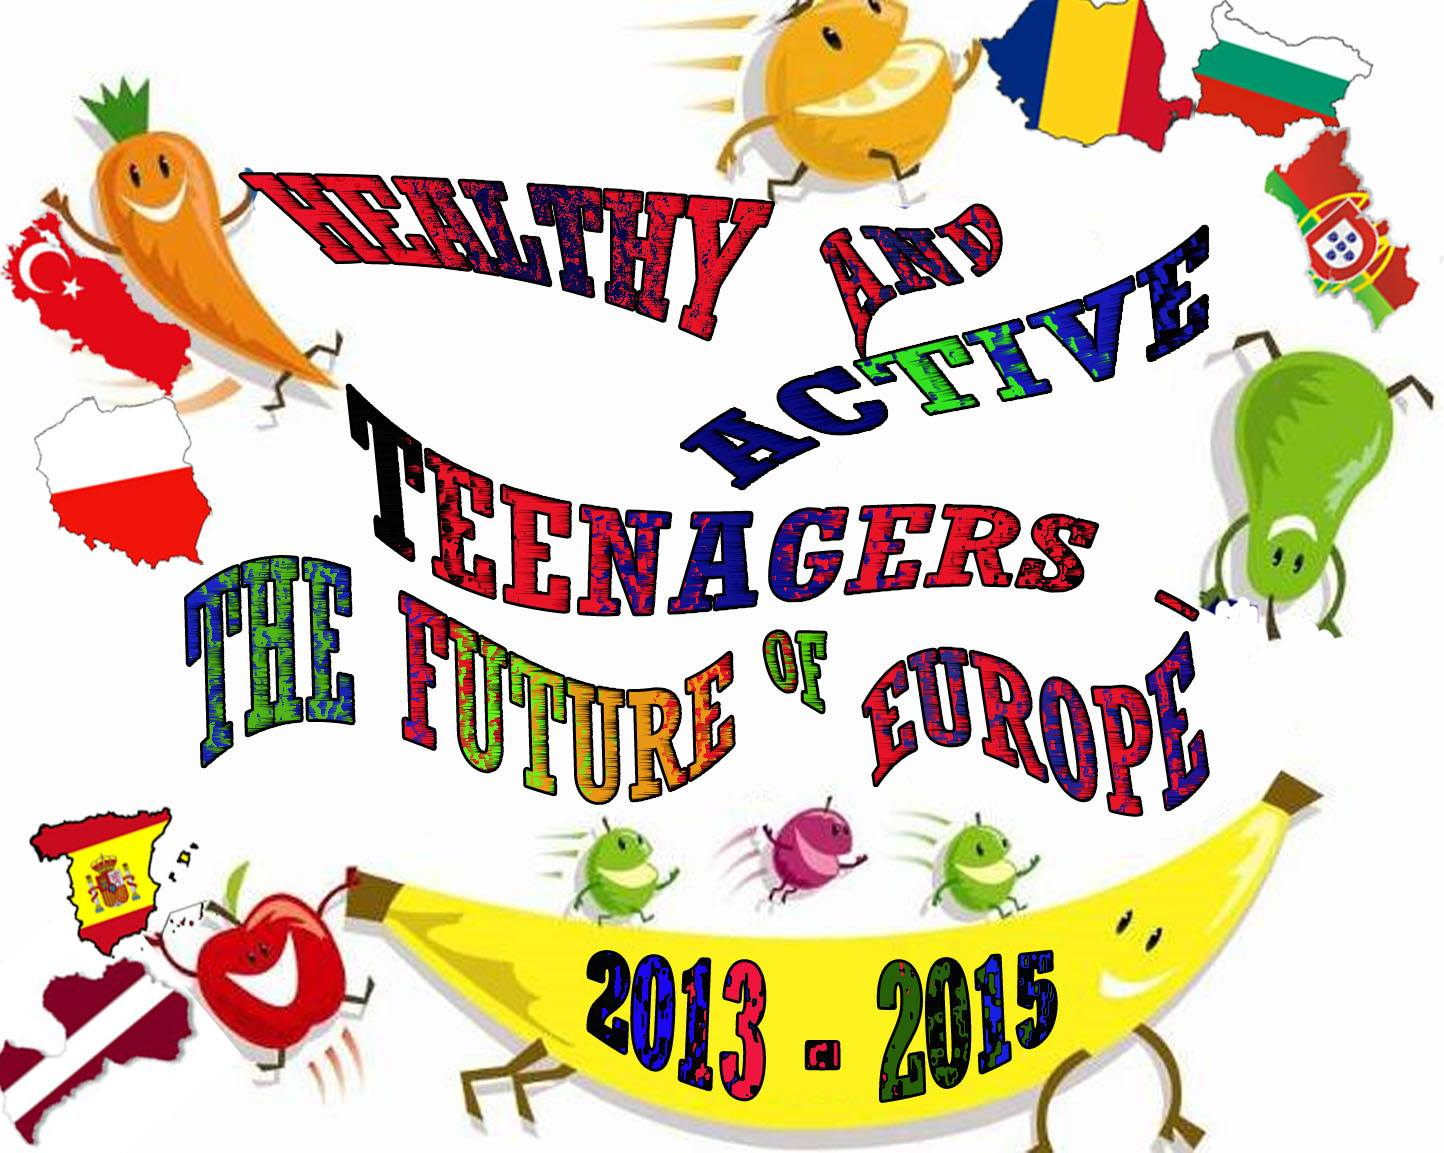 HEALTHY AND
ACTIVE
TEENAGERS -
THE FUTURE OF EUROPE
2013 - 2015